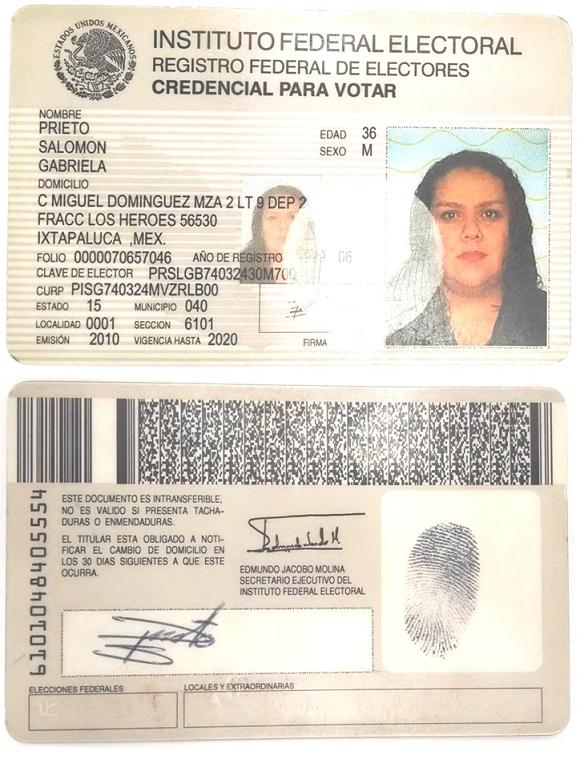 ESTADOS UNIDOS MEXICANOS
INSTITUTO FEDERAL ELECTORAL
REGISTRO FEDERAL DE ELECTORES
CREDENCIAL PARA VOTAR
NOMBRE
PRIETO
SALOMON
GABRIELA
EDAD 36
SEXO M
DOMICILIO
C MIGUEL DOMINGUEZ MZA 2 LT 9 DEP 2
FRACC LOS HEROES 56530
IXTAPALUCA ,MEX.
FOLIO 0000070657046 AÑO DE REGISTRO 06
CLAVE DE ELECTOR PRSLGB74032430M700
CURP PISG740324MVZRLB00
ESTADO 15 MUNICIPIO 040
LOCALIDAD 0001 SECCION 6101
EMISIÓN 2010 VIGENCIA HASTA 2020
FIRMA
6101048405554
ESTE DOCUMENTO ES INTRANSFERIBLE,
NO ES VALIDO SI PRESENTA TACHA-
DURAS O ENMENDADURAS.
EL TITULAR ESTA OBLIGADO A NOTI-
FICAR EL CAMBIO DE DOMICILIO EN
LOS 30 DIAS SIGUIENTES A QUE ESTE
OCURRA.
EDMUNDO JACOBO MOLINA
SECRETARIO EJECUTIVO DEL
INSTITUTO FEDERAL ELECTORAL
ELECCIONES FEDERALES
12
LOCALES Y EXTRAORDINARIAS